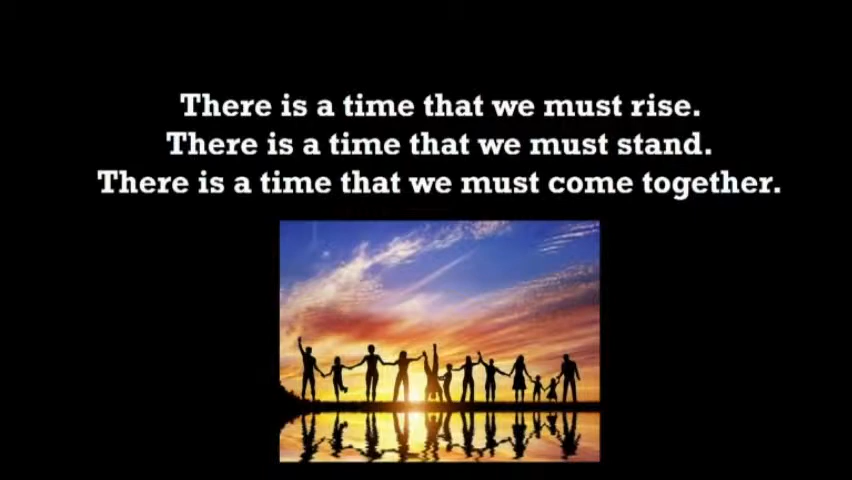 There is a time that we must rise.
There is a time that we must stand.
There is a time that we must come together.